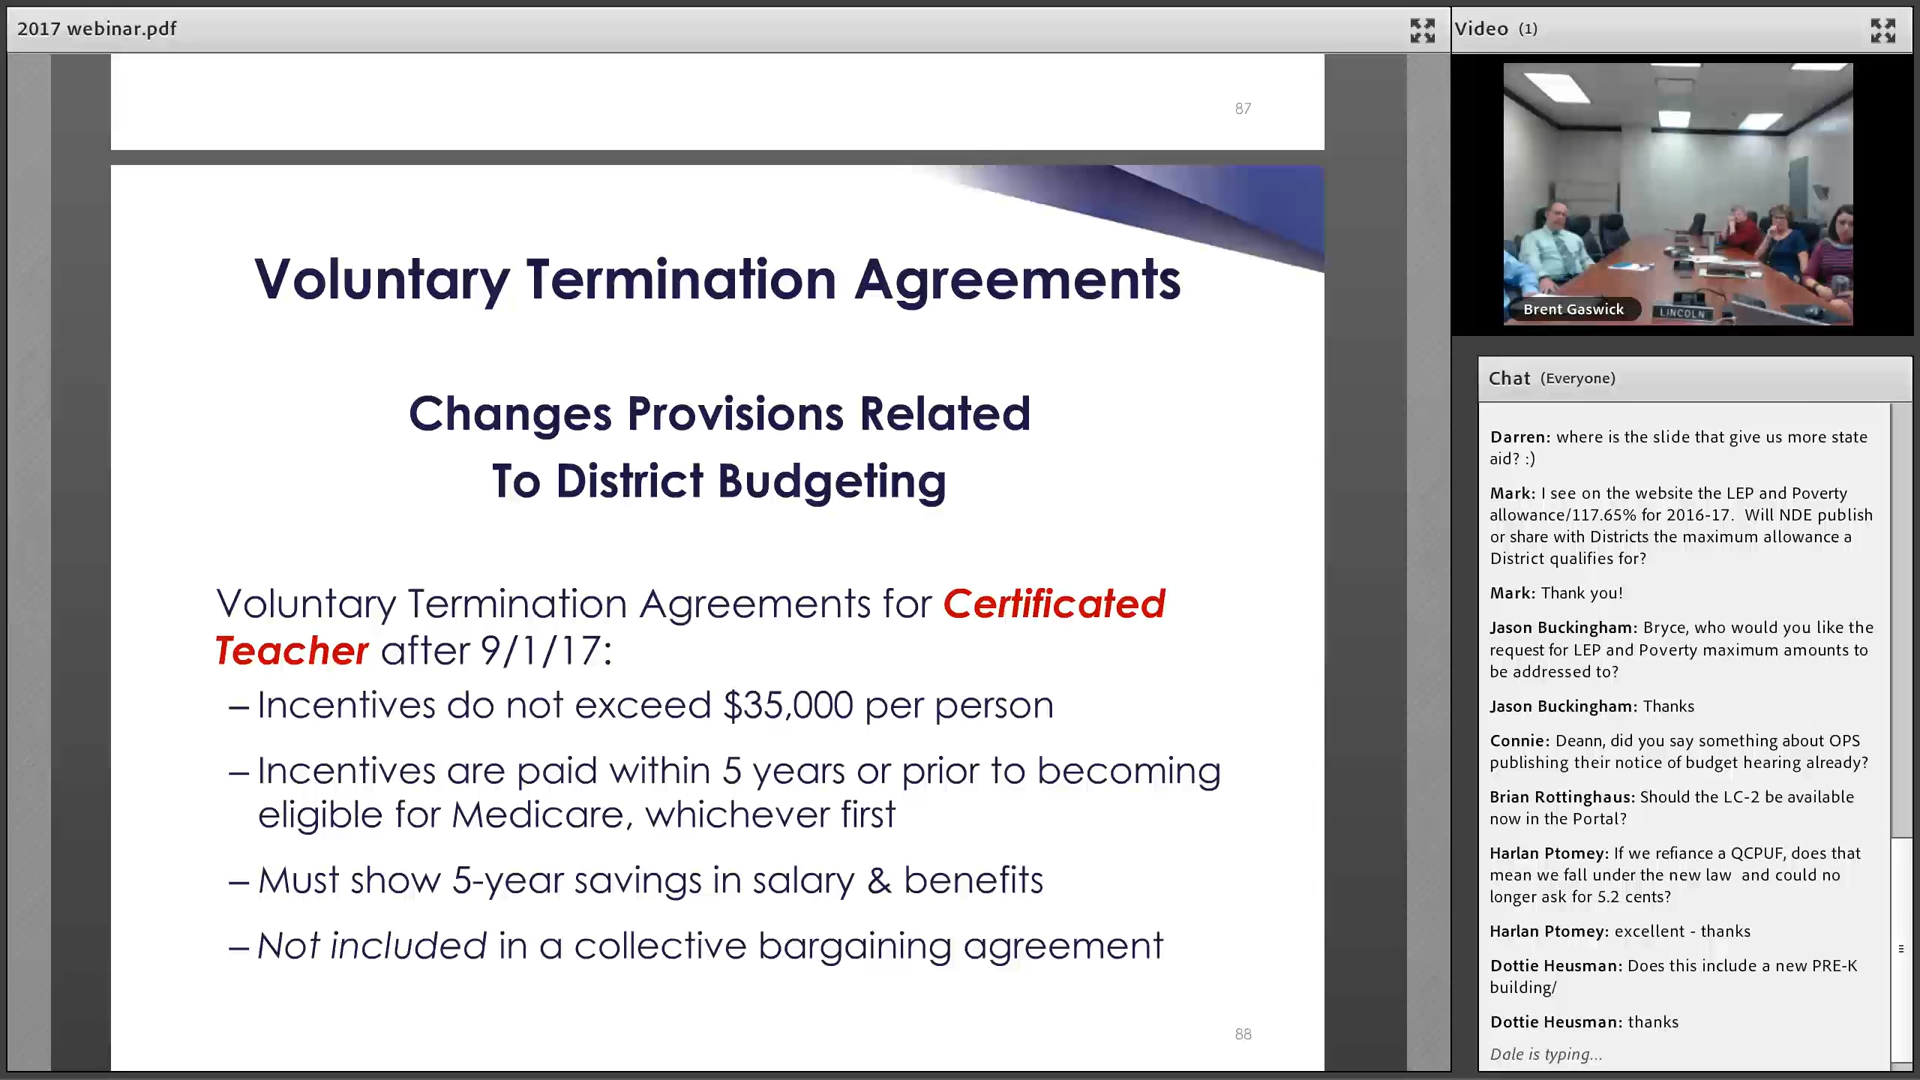 2017 webinar.pdf
87
Voluntary Termination Agreements
Changes Provisions Related
To District Budgeting
Voluntary Termination Agreements for Certificated
Teacher after 9/1/17:
– Incentives do not exceed $35,000 per person
– Incentives are paid within 5 years or prior to becoming
eligible for Medicare, whichever first
– Must show 5-year savings in salary & benefits
– Not included in a collective bargaining agreement
88
Video (1)
Brent Gaswick
LINCOLN
Chat (Everyone)
Darren: where is the slide that give us more state
aid? :)
Mark: I see on the website the LEP and Poverty
allowance/117.65% for 2016-17. Will NDE publish
or share with Districts the maximum allowance a
District qualifies for?
Mark: Thank you!
Jason Buckingham: Bryce, who would you like the
request for LEP and Poverty maximum amounts to
be addressed to?
Jason Buckingham: Thanks
Connie: Deann, did you say something about OPS
publishing their notice of budget hearing already?
Brian Rottinghaus: Should the LC-2 be available
now in the Portal?
Harlan Ptomey: If we refiance a QCPUF, does that
mean we fall under the new law and could no
longer ask for 5.2 cents?
Harlan Ptomey: excellent - thanks
Dottie Heusman: Does this include a new PRE-K
building/
Dottie Heusman: thanks
Dale is typing...